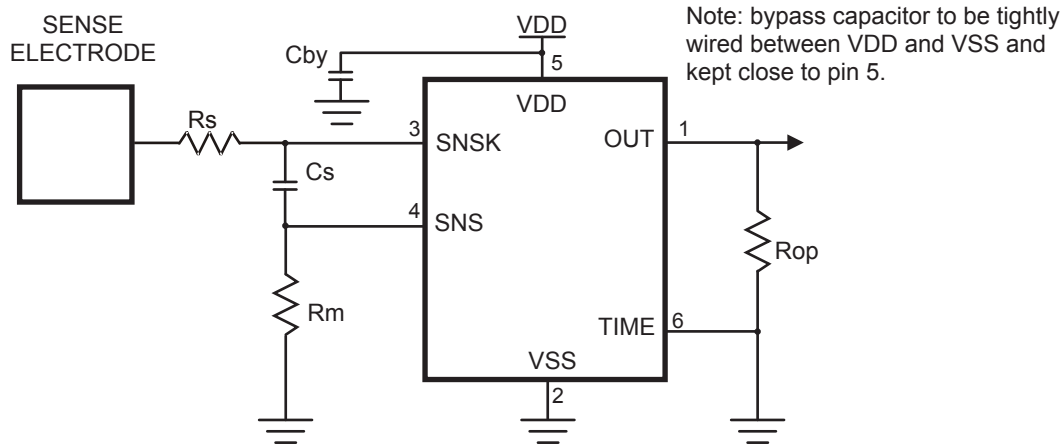 SENSE
ELECTRODE
VDD
Note: bypass capacitor to be tightly
wired between VDD and VSS and
kept close to pin 5.
Cby
5
VDD
Rs
3
SNSK
OUT
1
Cs
4
SNS
Rop
Rm
TIME
6
VSS
2